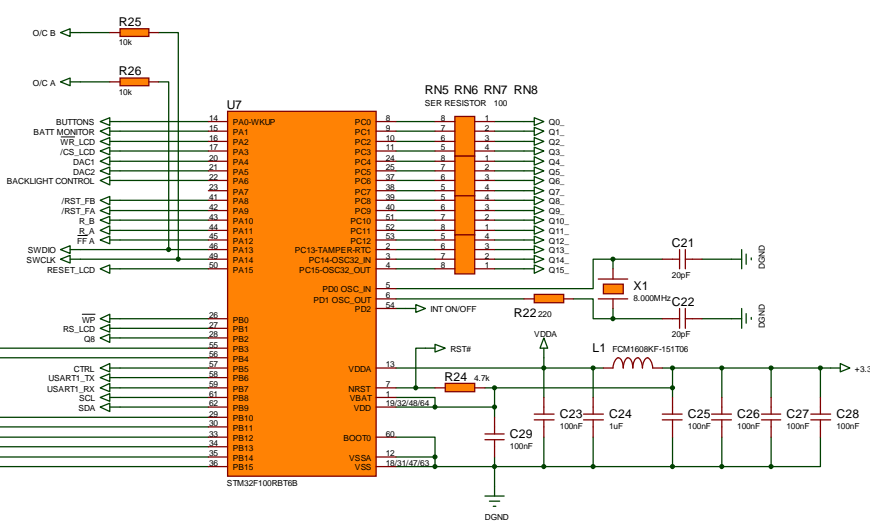 R25
O/C B
10k
R26
O/C A
10k
U7
RN5 RN6 RN7 RN8
SER RESISTOR 100
BUTTONS 14 PA0-WKUP PC0 8 8 1 Q0_
BATT MONITOR 15 PA1 PC1 9 7 2 Q1_
WR_LCD 16 PA2 PC2 10 6 3 Q2_
/CS_LCD 17 PA3 PC3 11 5 4 Q3_
DAC1 20 PA4 PC4 24 8 1 Q4_
DAC2 21 PA5 PC5 25 7 2 Q5_
BACKLIGHT CONTROL 22 PA6 PC6 37 6 3 Q6_
23 PA7 PC7 38 5 4 Q7_
/RST_FB 41 PA8 PC8 39 5 4 Q8_
/RST_FA 42 PA9 PC9 40 6 3 Q9_
R_B 43 PA10 PC10 51 7 2 Q10_
R_A 44 PA11 PC11 52 8 1 Q11_
FF A 45 PA12 PC12 53 5 4 Q12_
SWDIO 46 PA13 PC13-TAMPER-RTC 2 6 3 Q13_
SWCLK 49 PA14 PC14-OSC32_IN 3 7 2 Q14_
RESET_LCD 50 PA15 PC15-OSC32_OUT 4 8 1 Q15_
C21
20pF
DGND
PD0 OSC_IN 5
X1
8.000MHz
PD1 OSC_OUT 6
R22 220
C22
20pF
DGND
PD2 54 INT ON/OFF
WP 26 PB0
RS_LCD 27 PB1
Q8 28 PB2
55 PB3
56 PB4
VDDA
RST#
L1 FCM1608KF-151T06
CTRL 57 PB5 VDDA 13 +3.3
USART1_TX 58 PB6
USART1_RX 59 PB7 NRST 7 R24 4.7k
SCL 61 PB8 VBAT 1
SDA 62 PB9 VDD 19/32/48/64
29 PB10
30 PB11
33 PB12 BOOT0 60
34 PB13
35 PB14 VSSA 12
36 PB15 VSS 18/31/47/63
C23 C24 C25 C26 C27 C28
100nF 1uF 100nF 100nF 100nF 100nF
C29
100nF
STM32F100RBT6B
DGND